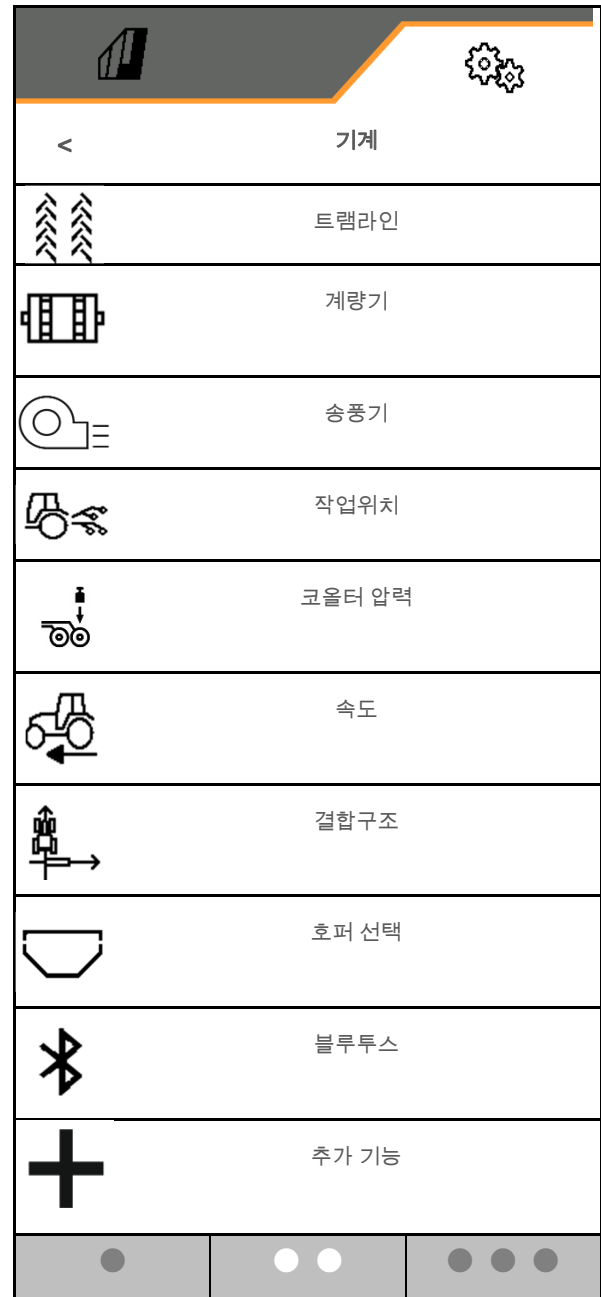 < 기계
트램라인
계량기
송풍기
작업위치
코올터 압력
속도
결합구조
호퍼 선택
블루투스
추가 기능